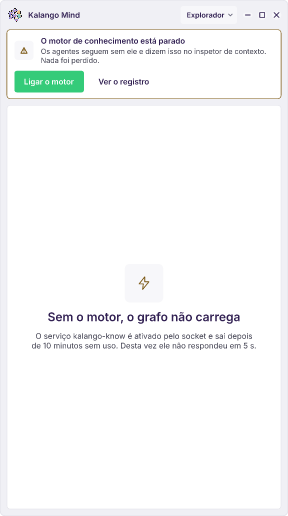 Kalango Mind
Explorador
O motor de conhecimento está parado
Os agentes seguem sem ele e dizem isso no inspetor de contexto.
Nada foi perdido.
Ligar o motor
Ver o registro
Sem o motor, o grafo não carrega
O serviço kalango-know é ativado pelo socket e sai depois
de 10 minutos sem uso. Desta vez ele não respondeu em 5 s.